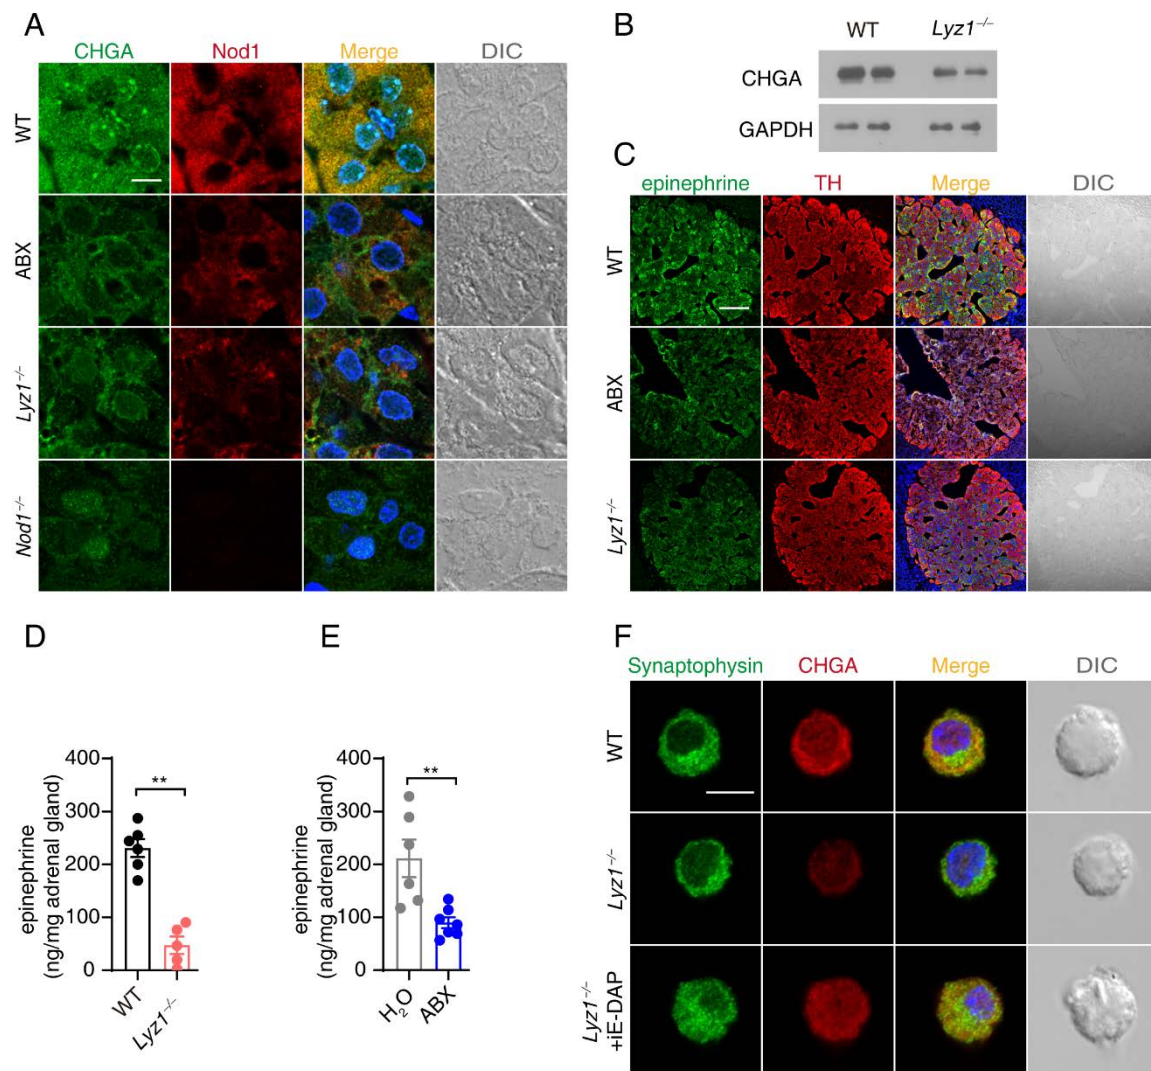 A
CHGA Nod1 Merge DIC
WT
ABX
Lyz1⁻/⁻
Nod1⁻/⁻
B
WT Lyz1⁻/⁻
CHGA
GAPDH
C
epinephrine TH Merge DIC
WT
ABX
Lyz1⁻/⁻
D
epinephrine
(ng/mg adrenal gland)
400
300
200
100
0
**
WT Lyz1⁻/⁻
E
epinephrine
(ng/mg adrenal gland)
400
300
200
100
0
**
H₂O ABX
F
Synaptophysin CHGA Merge DIC
WT
Lyz1⁻/⁻
Lyz1⁻/⁻
+iE-DAP